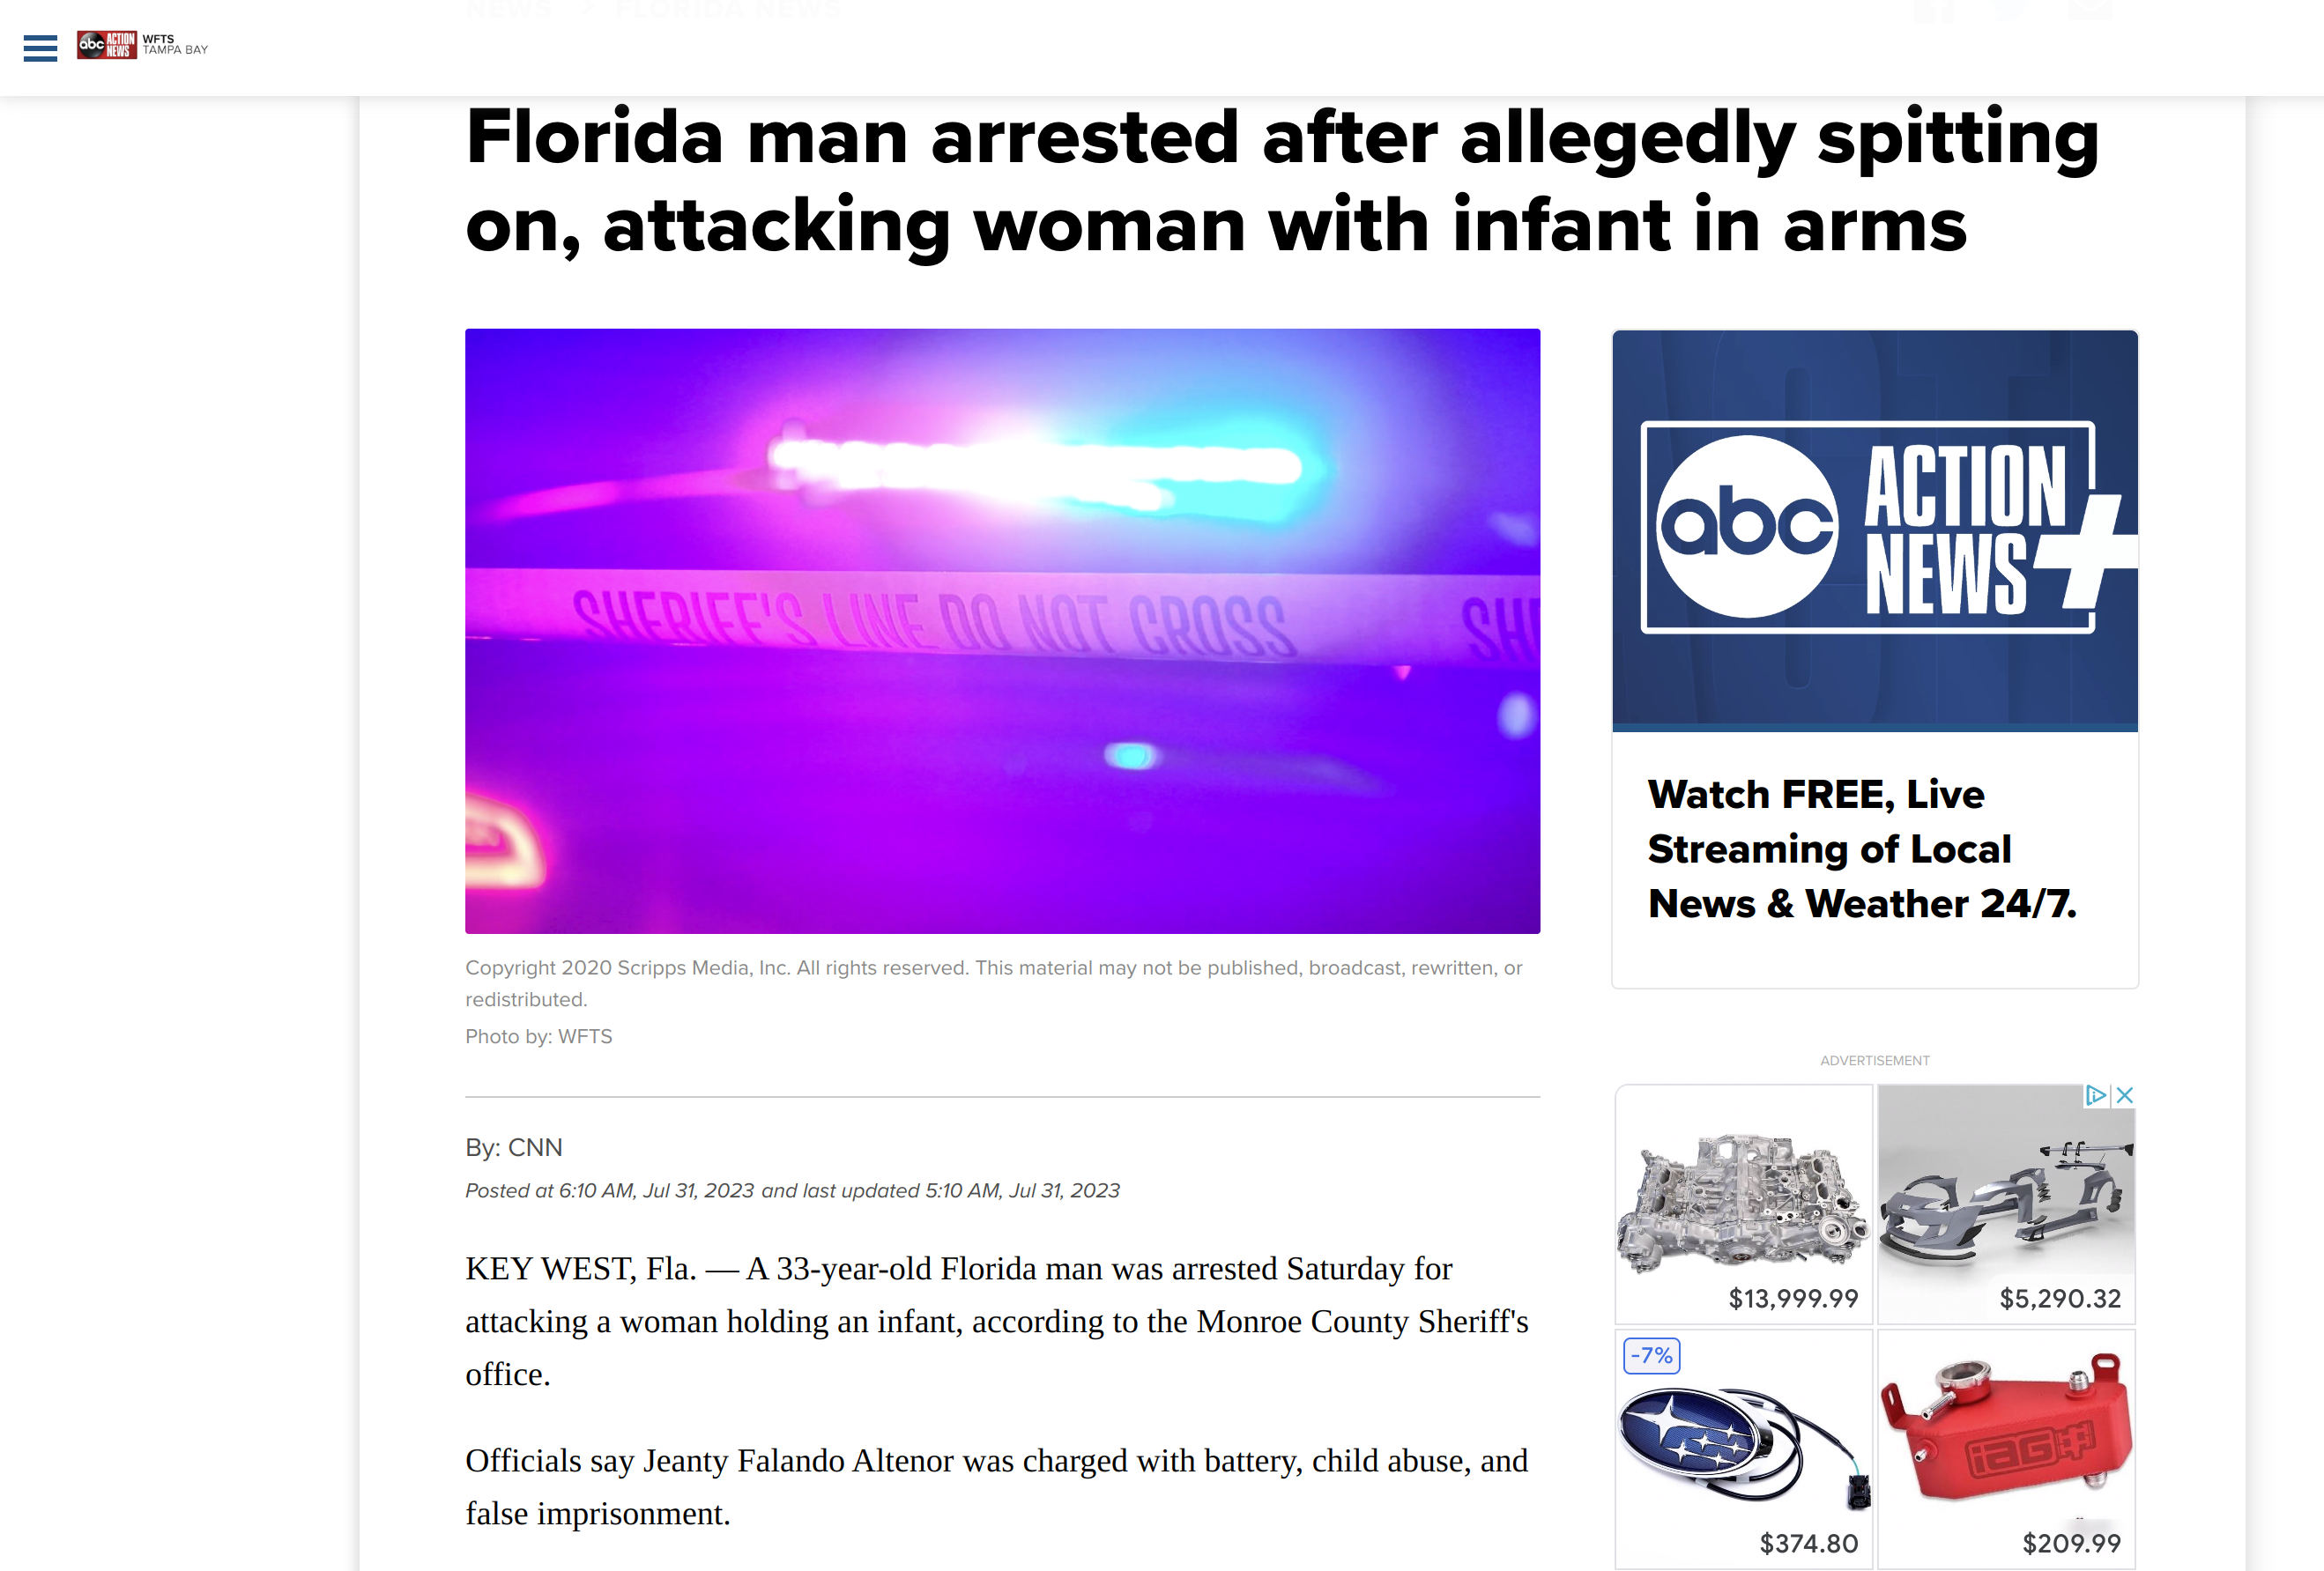 NEWS > FLORIDA NEWS
abc ACTION NEWS WFTS
TAMPA BAY
Florida man arrested after allegedly spitting
on, attacking woman with infant in arms
SHERIFF'S LINE DO NOT CROSS SH
abc ACTION
NEWS+
Watch FREE, Live
Streaming of Local
News & Weather 24/7.
Copyright 2020 Scripps Media, Inc. All rights reserved. This material may not be published, broadcast, rewritten, or
redistributed.
Photo by: WFTS
By: CNN
Posted at 6:10 AM, Jul 31, 2023 and last updated 5:10 AM, Jul 31, 2023
KEY WEST, Fla. — A 33-year-old Florida man was arrested Saturday for
attacking a woman holding an infant, according to the Monroe County Sheriff's
office.
Officials say Jeanty Falando Altenor was charged with battery, child abuse, and
false imprisonment.
ADVERTISEMENT
$13,999.99
$5,290.32
-7%
$374.80
iAG
$209.99